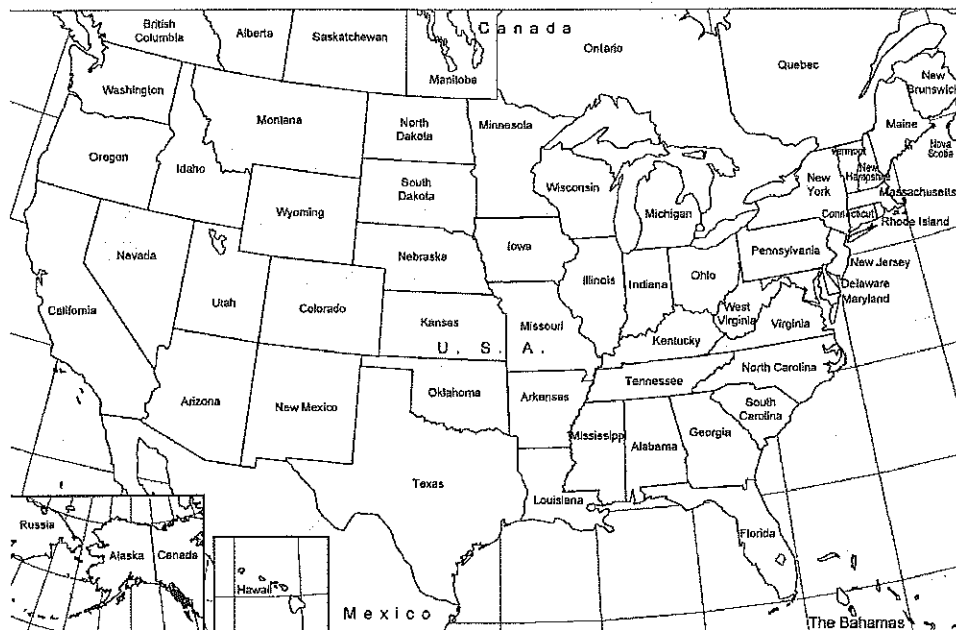 British
Columbia
Alberta
Saskatchewan
Canada
Manitoba
Ontario
Quebec
New
Brunswick
Nova
Scotia
Washington
Montana
North
Dakota
Minnesota
Maine
Oregon
Idaho
Wyoming
South
Dakota
Wisconsin
Michigan
New
York
Vermont
New
Hampshire
Massachusetts
Connecticut
Rhode Island
Nevada
Utah
Colorado
Nebraska
Iowa
Illinois
Indiana
Ohio
Pennsylvania
New Jersey
Delaware
Maryland
West
Virginia
Virginia
California
Kansas
Missouri
Kentucky
U. S. A.
Arizona
New Mexico
Oklahoma
Arkansas
Tennessee
North Carolina
South
Carolina
Mississipp
Alabama
Georgia
Texas
Louisiana
Florida
Russia
Alaska
Canada
Hawaii
Mexico
The Bahamas